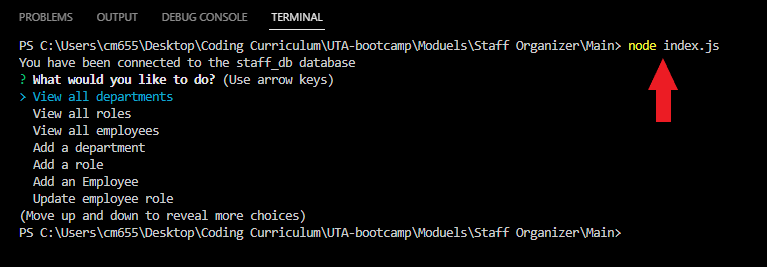 PROBLEMS OUTPUT DEBUG CONSOLE TERMINAL
PS C:\Users\cm655\Desktop\Coding Curriculum\UTA-bootcamp\Moduels\Staff Organizer\Main> node index.js
You have been connected to the staff_db database
? What would you like to do? (Use arrow keys)
> View all departments
View all roles
View all employees
Add a department
Add a role
Add an Employee
Update employee role
(Move up and down to reveal more choices)
PS C:\Users\cm655\Desktop\Coding Curriculum\UTA-bootcamp\Moduels\Staff Organizer\Main>